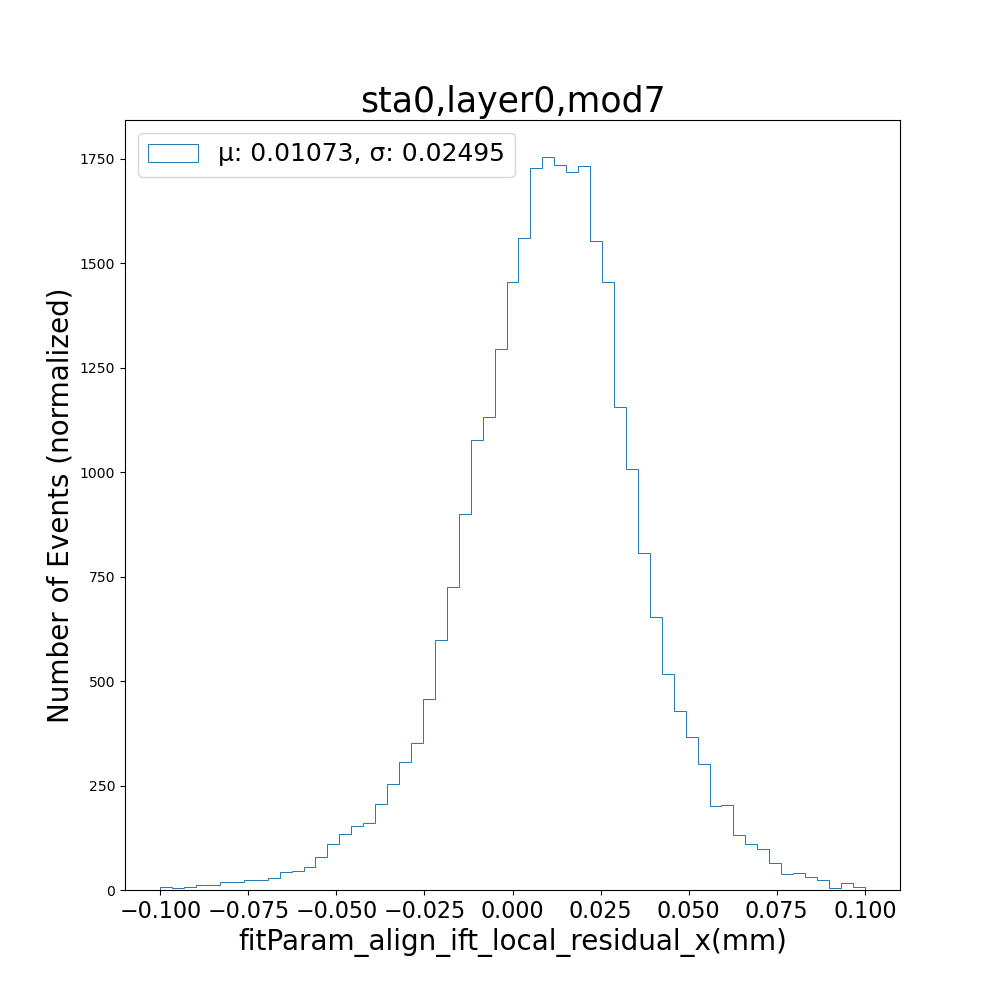 sta0,layer0,mod7
μ: 0.01073, σ: 0.02495
Number of Events (normalized)
1750
1500
1250
1000
750
500
250
0
−0.100 −0.075 −0.050 −0.025 0.000 0.025 0.050 0.075 0.100
fitParam_align_ift_local_residual_x(mm)